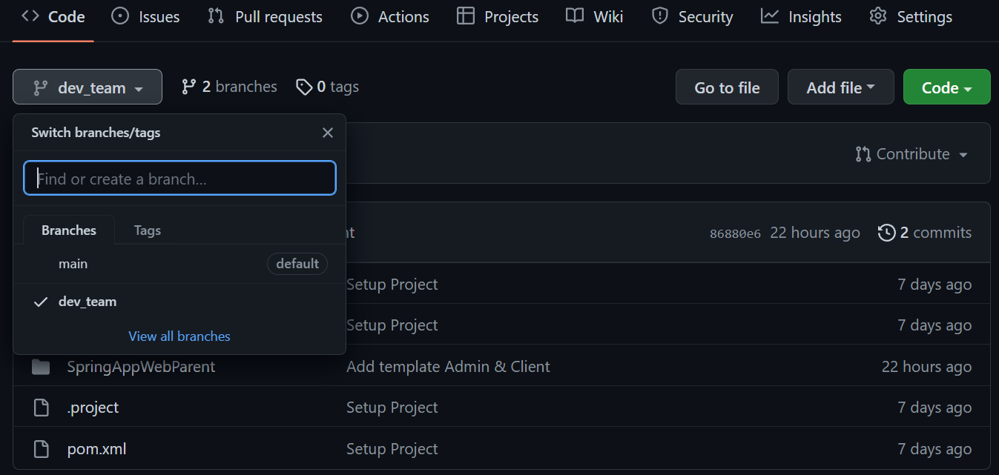 Code Issues Pull requests Actions Projects Wiki Security Insights Settings
dev_team 2 branches 0 tags Go to file Add file Code
Switch branches/tags
Contribute
Find or create a branch...
Branches Tags
86880e6 22 hours ago 2 commits
main default
Setup Project 7 days ago
dev_team
Setup Project 7 days ago
View all branches
SpringAppWebParent Add template Admin & Client 22 hours ago
.project Setup Project 7 days ago
pom.xml Setup Project 7 days ago